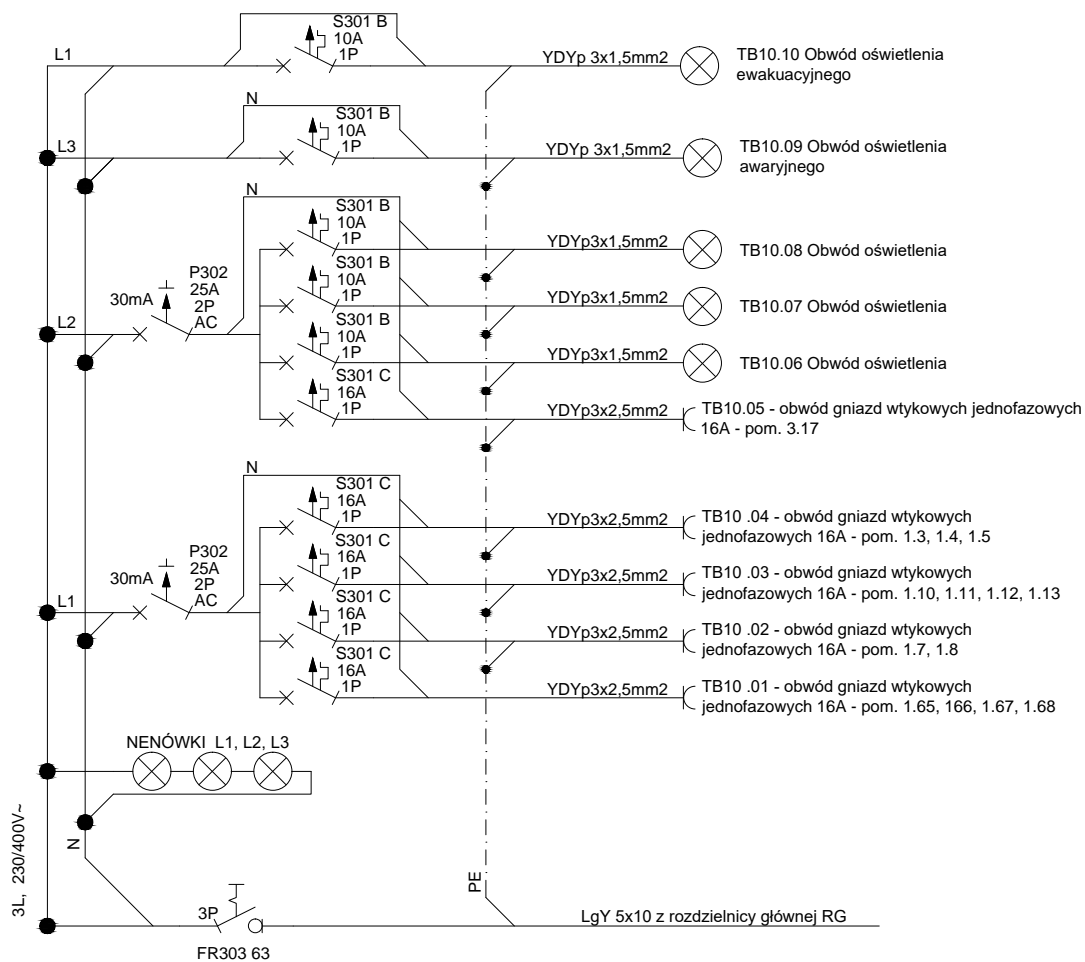 L1
S301 B
10A
1P
YDYp 3x1,5mm2
TB10.10 Obwód oświetlenia
ewakuacyjnego
N
L3
S301 B
10A
1P
YDYp 3x1,5mm2
TB10.09 Obwód oświetlenia
awaryjnego
N
L2
30mA
P302
25A
2P
AC
S301 B
10A
1P
YDYp3x1,5mm2
TB10.08 Obwód oświetlenia
S301 B
10A
1P
YDYp3x1,5mm2
TB10.07 Obwód oświetlenia
S301 B
10A
1P
YDYp3x1,5mm2
TB10.06 Obwód oświetlenia
S301 C
16A
1P
YDYp3x2,5mm2
TB10.05 - obwód gniazd wtykowych jednofazowych
16A - pom. 3.17
N
L1
30mA
P302
25A
2P
AC
S301 C
16A
1P
YDYp3x2,5mm2
TB10 .04 - obwód gniazd wtykowych
jednofazowych 16A - pom. 1.3, 1.4, 1.5
S301 C
16A
1P
YDYp3x2,5mm2
TB10 .03 - obwód gniazd wtykowych
jednofazowych 16A - pom. 1.10, 1.11, 1.12, 1.13
S301 C
16A
1P
YDYp3x2,5mm2
TB10 .02 - obwód gniazd wtykowych
jednofazowych 16A - pom. 1.7, 1.8
S301 C
16A
1P
YDYp3x2,5mm2
TB10 .01 - obwód gniazd wtykowych
jednofazowych 16A - pom. 1.65, 166, 1.67, 1.68
NENÓWKI L1, L2, L3
3L, 230/400V~
N
PE
3P
FR303 63
LgY 5x10 z rozdzielnicy głównej RG